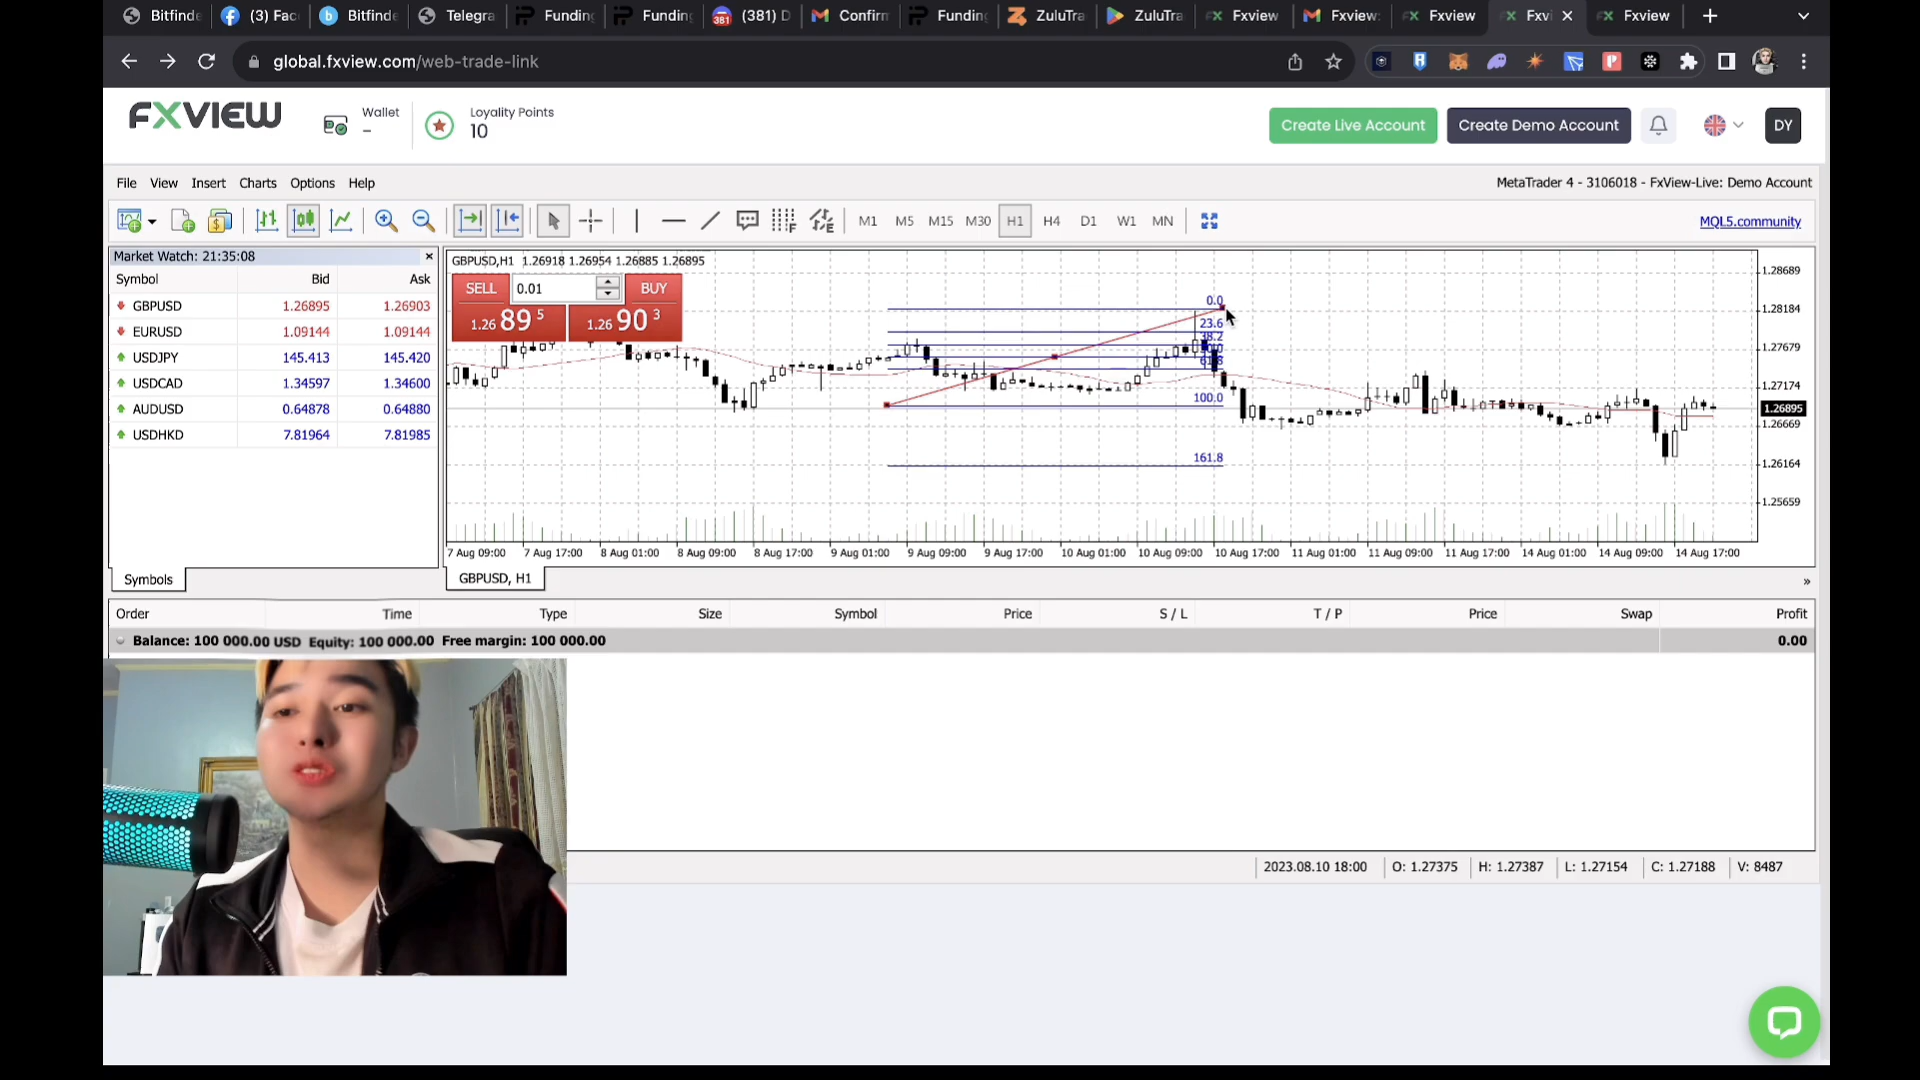 Bitfinde (3) Fac Bitfinde Telegra Funding Funding (381) D Confirm Funding ZuluTra ZuluTra Fxview Fxview: Fxview Fxvi Fxview
global.fxview.com/web-trade-link
FXVIEW
Wallet
–
Loyality Points
10
Create Live Account
Create Demo Account
DY
File View Insert Charts Options Help
MetaTrader 4 - 3106018 - FxView-Live: Demo Account
M1 M5 M15 M30 H1 H4 D1 W1 MN
MQL5.community
Market Watch: 21:35:08
Symbol Bid Ask
GBPUSD 1.26895 1.26903
EURUSD 1.09144 1.09144
USDJPY 145.413 145.420
USDCAD 1.34597 1.34600
AUDUSD 0.64878 0.64880
USDHKD 7.81964 7.81985
Symbols
GBPUSD,H1 1.26918 1.26954 1.26885 1.26895
SELL 0.01 BUY
1.26 89 5 1.26 90 3
0.0
23.6
38.2
61.8
100.0
161.8
1.28689
1.28184
1.27679
1.27174
1.26895
1.26669
1.26164
1.25659
7 Aug 09:00 7 Aug 17:00 8 Aug 01:00 8 Aug 09:00 8 Aug 17:00 9 Aug 01:00 9 Aug 09:00 9 Aug 17:00 10 Aug 01:00 10 Aug 09:00 10 Aug 17:00 11 Aug 01:00 11 Aug 09:00 11 Aug 17:00 14 Aug 01:00 14 Aug 09:00 14 Aug 17:00
GBPUSD, H1
»
Order Time Type Size Symbol Price S / L T / P Price Swap Profit
Balance: 100 000.00 USD Equity: 100 000.00 Free margin: 100 000.00 0.00
2023.08.10 18:00 O: 1.27375 H: 1.27387 L: 1.27154 C: 1.27188 V: 8487